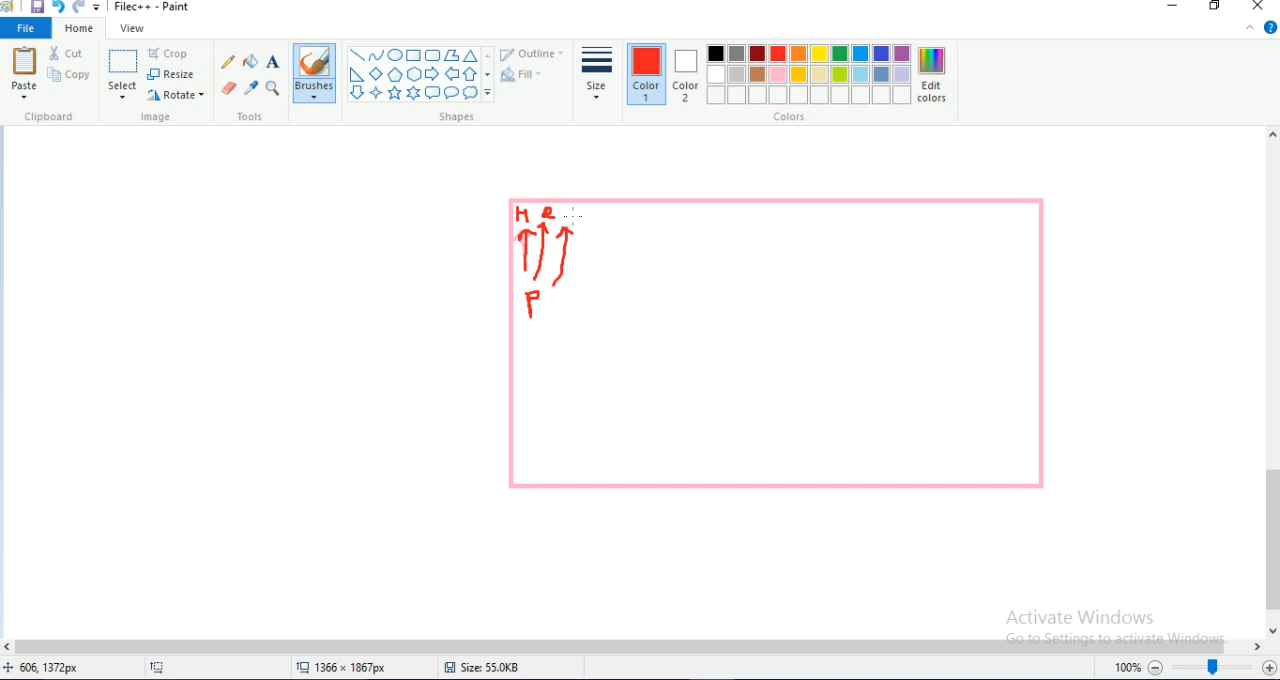 Filec++ - Paint
File Home View
Paste Cut Copy Clipboard
Select Crop Resize Rotate Image
Tools
Brushes
Outline Fill Shapes
Size
Color 1 Color 2 Edit colors Colors
H e
P
Activate Windows
Go to Settings to activate Windows.
606, 1372px 1366 × 1867px Size: 55.0KB 100%